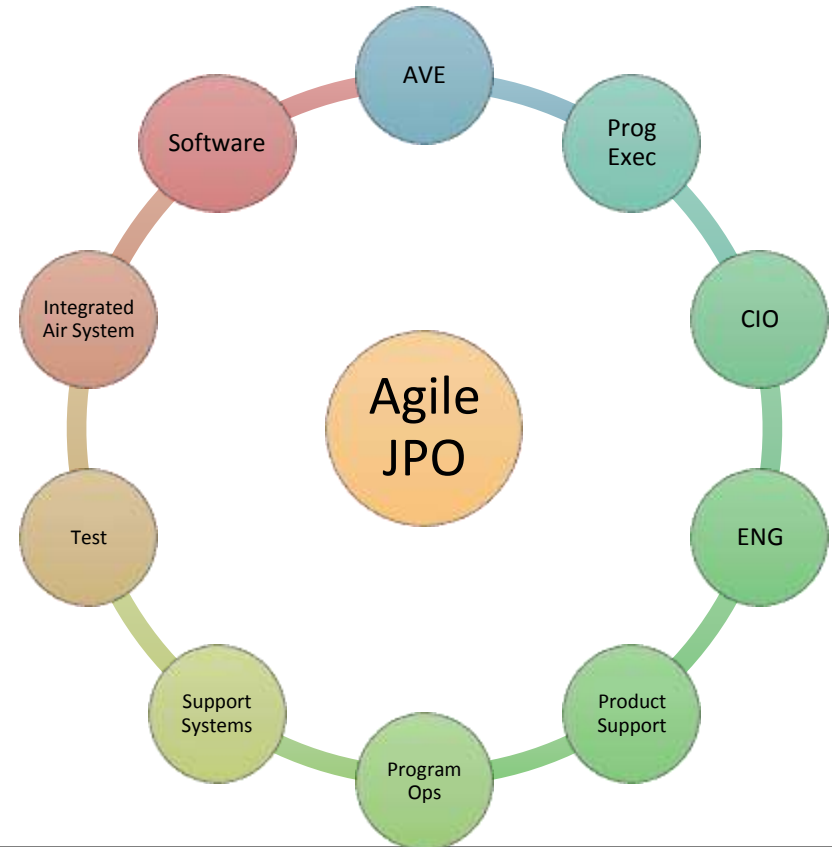 AVE
Prog
Exec
CIO
ENG
Product
Support
Program
Ops
Support
Systems
Test
Integrated
Air System
Software
Agile
JPO